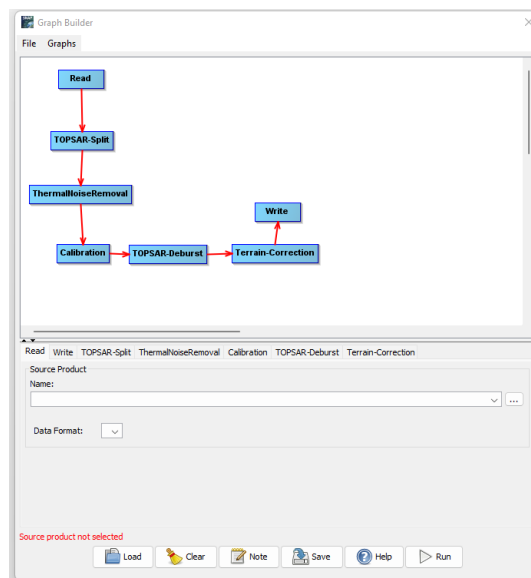 Graph Builder
File Graphs
Read
TOPSAR-Split
ThermalNoiseRemoval
Write
Calibration TOPSAR-Deburst Terrain-Correction
Read Write TOPSAR-Split ThermalNoiseRemoval Calibration TOPSAR-Deburst Terrain-Correction
Source Product
Name:
...
Data Format:
Source product not selected
Load Clear Note Save Help Run